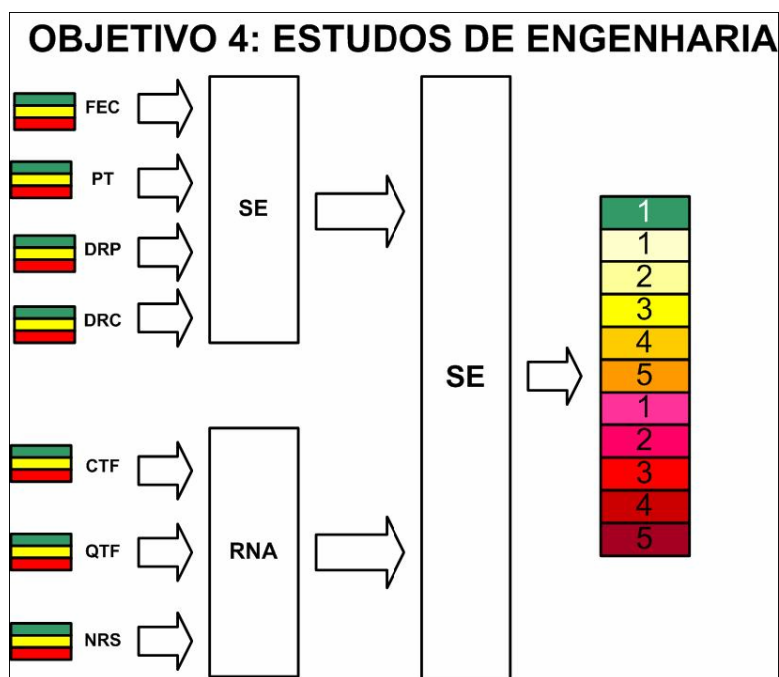 OBJETIVO 4: ESTUDOS DE ENGENHARIA
FEC
PT
DRP
DRC
SE
CTF
QTF
NRS
RNA
SE
1
1
2
3
4
5
1
2
3
4
5